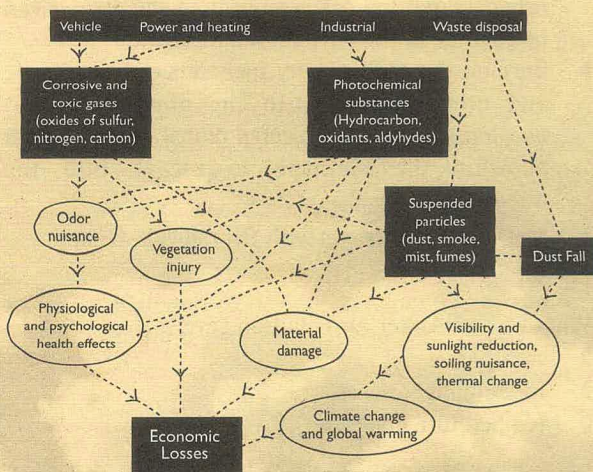 Vehicle Power and heating Industrial Waste disposal
Corrosive and
toxic gases
(oxides of sulfur,
nitrogen, carbon)
Photochemical
substances
(Hydrocarbon,
oxidants, aldyhydes)
Suspended
particles
(dust, smoke,
mist, fumes)
Dust Fall
Odor
nuisance
Vegetation
injury
Physiological
and psychological
health effects
Material
damage
Visibility and
sunlight reduction,
soiling nuisance,
thermal change
Climate change
and global warming
Economic
Losses